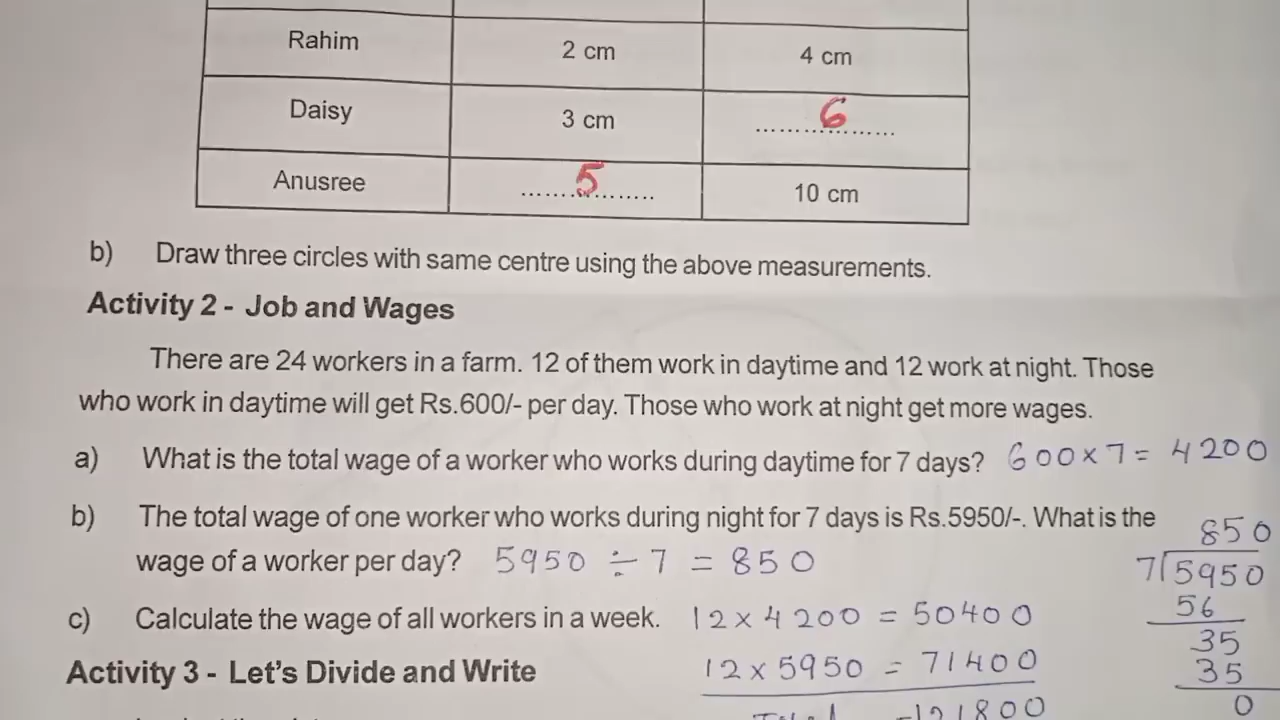 Rahim 2 cm 4 cm
Daisy 3 cm 6
Anusree 5 10 cm
b) Draw three circles with same centre using the above measurements.
Activity 2 - Job and Wages
There are 24 workers in a farm. 12 of them work in daytime and 12 work at night. Those
who work in daytime will get Rs.600/- per day. Those who work at night get more wages.
a) What is the total wage of a worker who works during daytime for 7 days? 600 x 7 = 4200
b) The total wage of one worker who works during night for 7 days is Rs.5950/-. What is the
wage of a worker per day? 5950 ÷ 7 = 850
850
7)5950
56
35
35
0
c) Calculate the wage of all workers in a week. 12 x 4200 = 50400
12 x 5950 = 71400
Total = 121800
Activity 3 - Let's Divide and Write